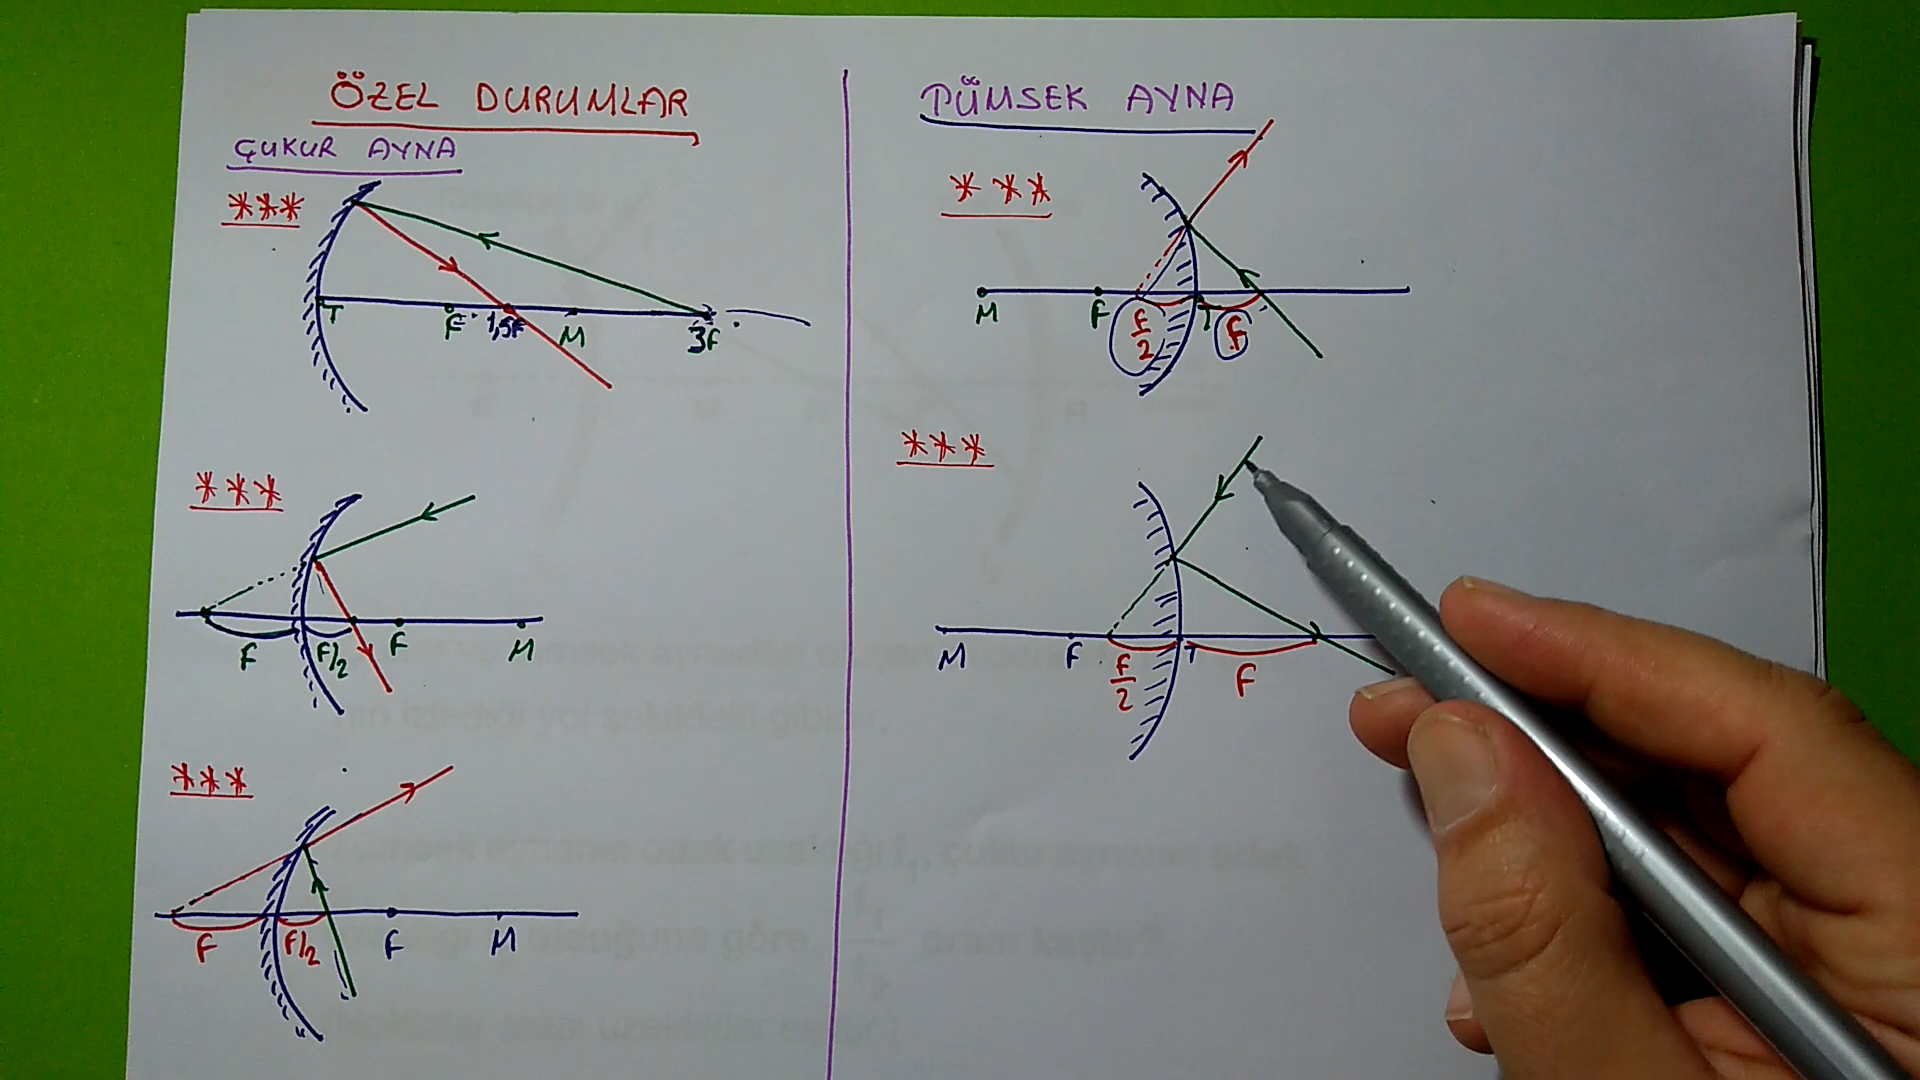 ÖZEL DURUMLAR
ÇUKUR AYNA
***
T F 1,5F M 3f
***
F F/2 F M
***
F F/2 F M
TÜMSEK AYNA
***
M F f/2 T f
***
M F f/2 T F